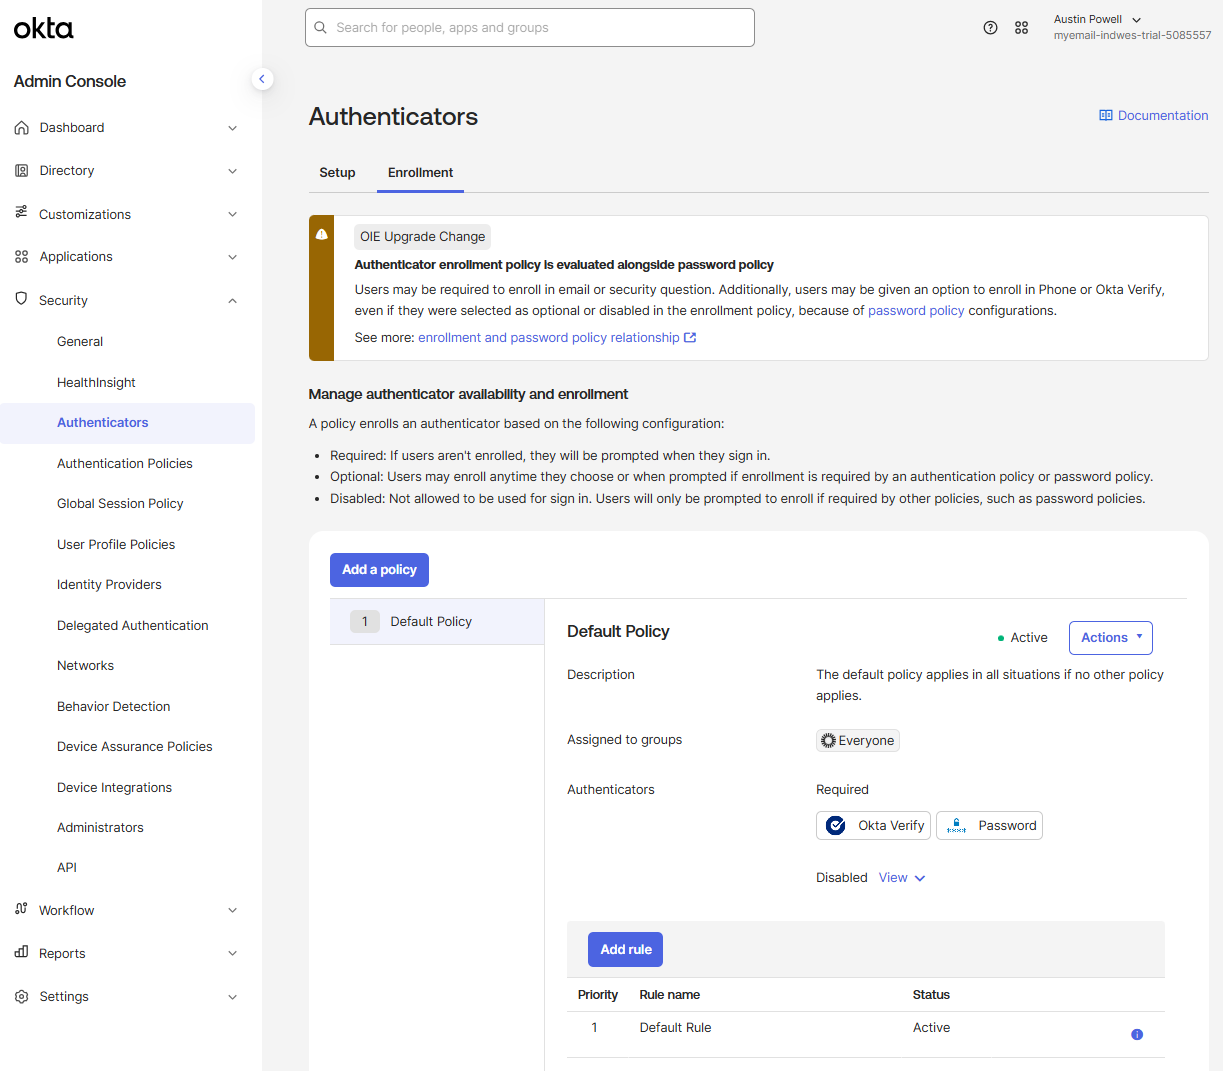 okta
Search for people, apps and groups
Austin Powell
myemail-indwes-trial-5085557
Admin Console
Dashboard
Directory
Customizations
Applications
Security
General
HealthInsight
Authenticators
Authentication Policies
Global Session Policy
User Profile Policies
Identity Providers
Delegated Authentication
Networks
Behavior Detection
Device Assurance Policies
Device Integrations
Administrators
API
Workflow
Reports
Settings
Authenticators
Documentation
Setup
Enrollment
OIE Upgrade Change
Authenticator enrollment policy is evaluated alongside password policy
Users may be required to enroll in email or security question. Additionally, users may be given an option to enroll in Phone or Okta Verify,
even if they were selected as optional or disabled in the enrollment policy, because of password policy configurations.
See more: enrollment and password policy relationship
Manage authenticator availability and enrollment
A policy enrolls an authenticator based on the following configuration:
• Required: If users aren't enrolled, they will be prompted when they sign in.
• Optional: Users may enroll anytime they choose or when prompted if enrollment is required by an authentication policy or password policy.
• Disabled: Not allowed to be used for sign in. Users will only be prompted to enroll if required by other policies, such as password policies.
Add a policy
1 Default Policy
Default Policy
Active
Actions
Description
The default policy applies in all situations if no other policy
applies.
Assigned to groups
Everyone
Authenticators
Required
Okta Verify
Password
Disabled View
Add rule
Priority Rule name Status
1 Default Rule Active